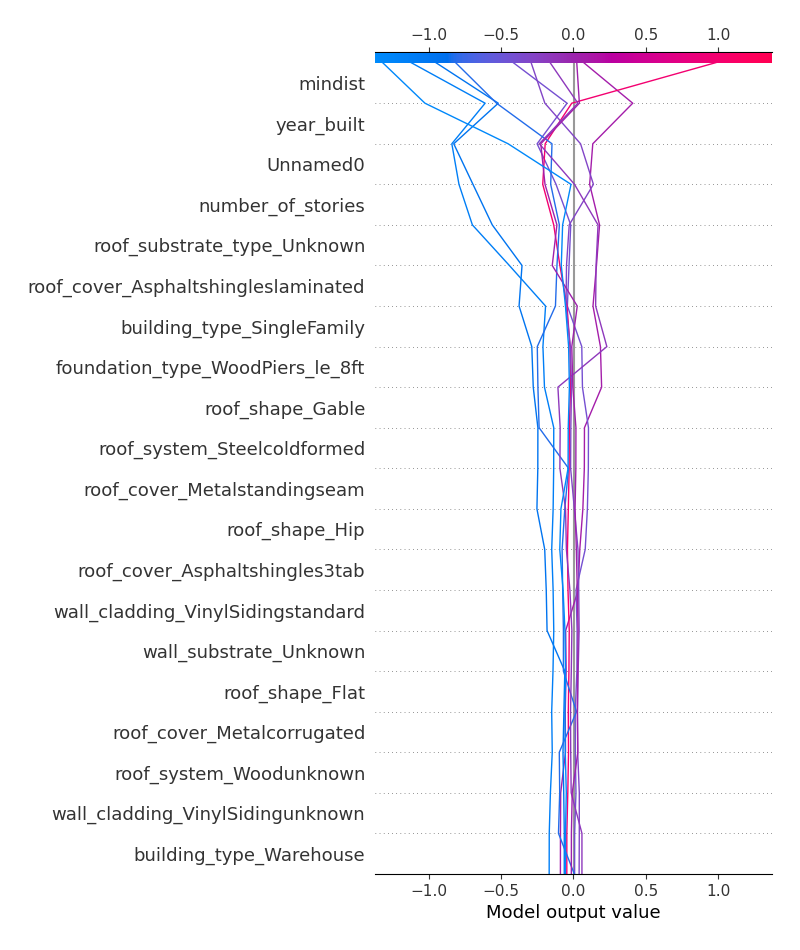 −1.0 −0.5 0.0 0.5 1.0
mindist
year_built
Unnamed0
number_of_stories
roof_substrate_type_Unknown
roof_cover_Asphaltshingleslaminated
building_type_SingleFamily
foundation_type_WoodPiers_le_8ft
roof_shape_Gable
roof_system_Steelcoldformed
roof_cover_Metalstandingseam
roof_shape_Hip
roof_cover_Asphaltshingles3tab
wall_cladding_VinylSidingstandard
wall_substrate_Unknown
roof_shape_Flat
roof_cover_Metalcorrugated
roof_system_Woodunknown
wall_cladding_VinylSidingunknown
building_type_Warehouse
−1.0 −0.5 0.0 0.5 1.0
Model output value